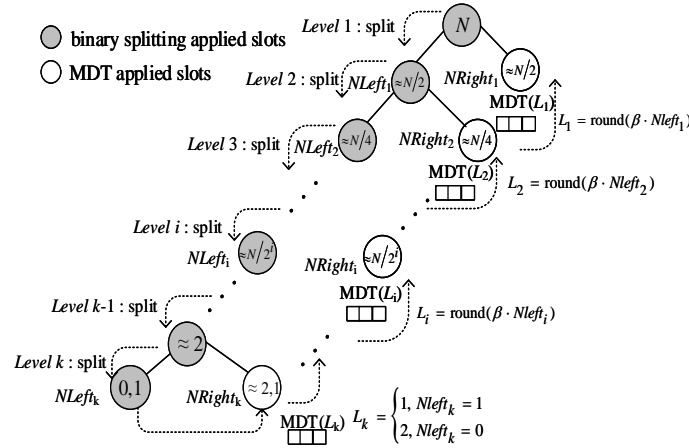 binary splitting applied slots
MDT applied slots
Level 1 : split
N
Level 2 : split
NLeft₁
≈N/2
NRight₁
≈N/2
MDT(L₁)
L₁ = round(β · Nleft₁)
Level 3 : split
NLeft₂
≈N/4
NRight₂
≈N/4
MDT(L₂)
L₂ = round(β · Nleft₂)
Level i : split
NLeftᵢ
≈N/2ⁱ
NRightᵢ
≈N/2ⁱ
MDT(Lᵢ)
Lᵢ = round(β · Nleftᵢ)
Level k-1 : split
≈ 2
Level k : split
NLeftₖ
0,1
NRightₖ
≈ 2,1
MDT(Lₖ)
Lₖ = { 1, Nleftₖ = 1
2, Nleftₖ = 0